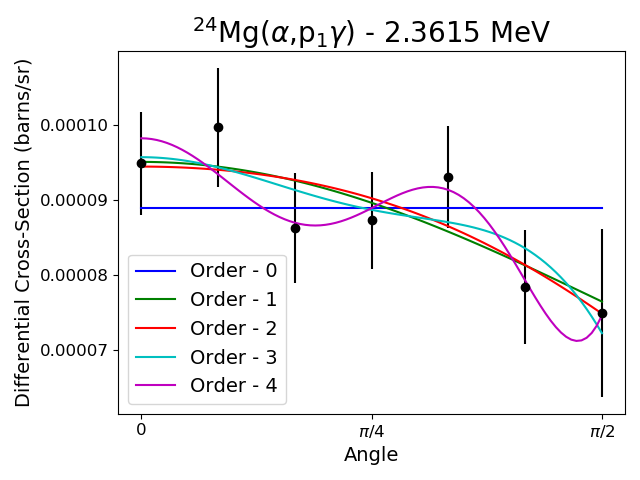 ²⁴Mg(α,p₁γ) - 2.3615 MeV
Differential Cross-Section (barns/sr)
0.00010
0.00009
0.00008
0.00007
Order - 0
Order - 1
Order - 2
Order - 3
Order - 4
0
π/4
π/2
Angle